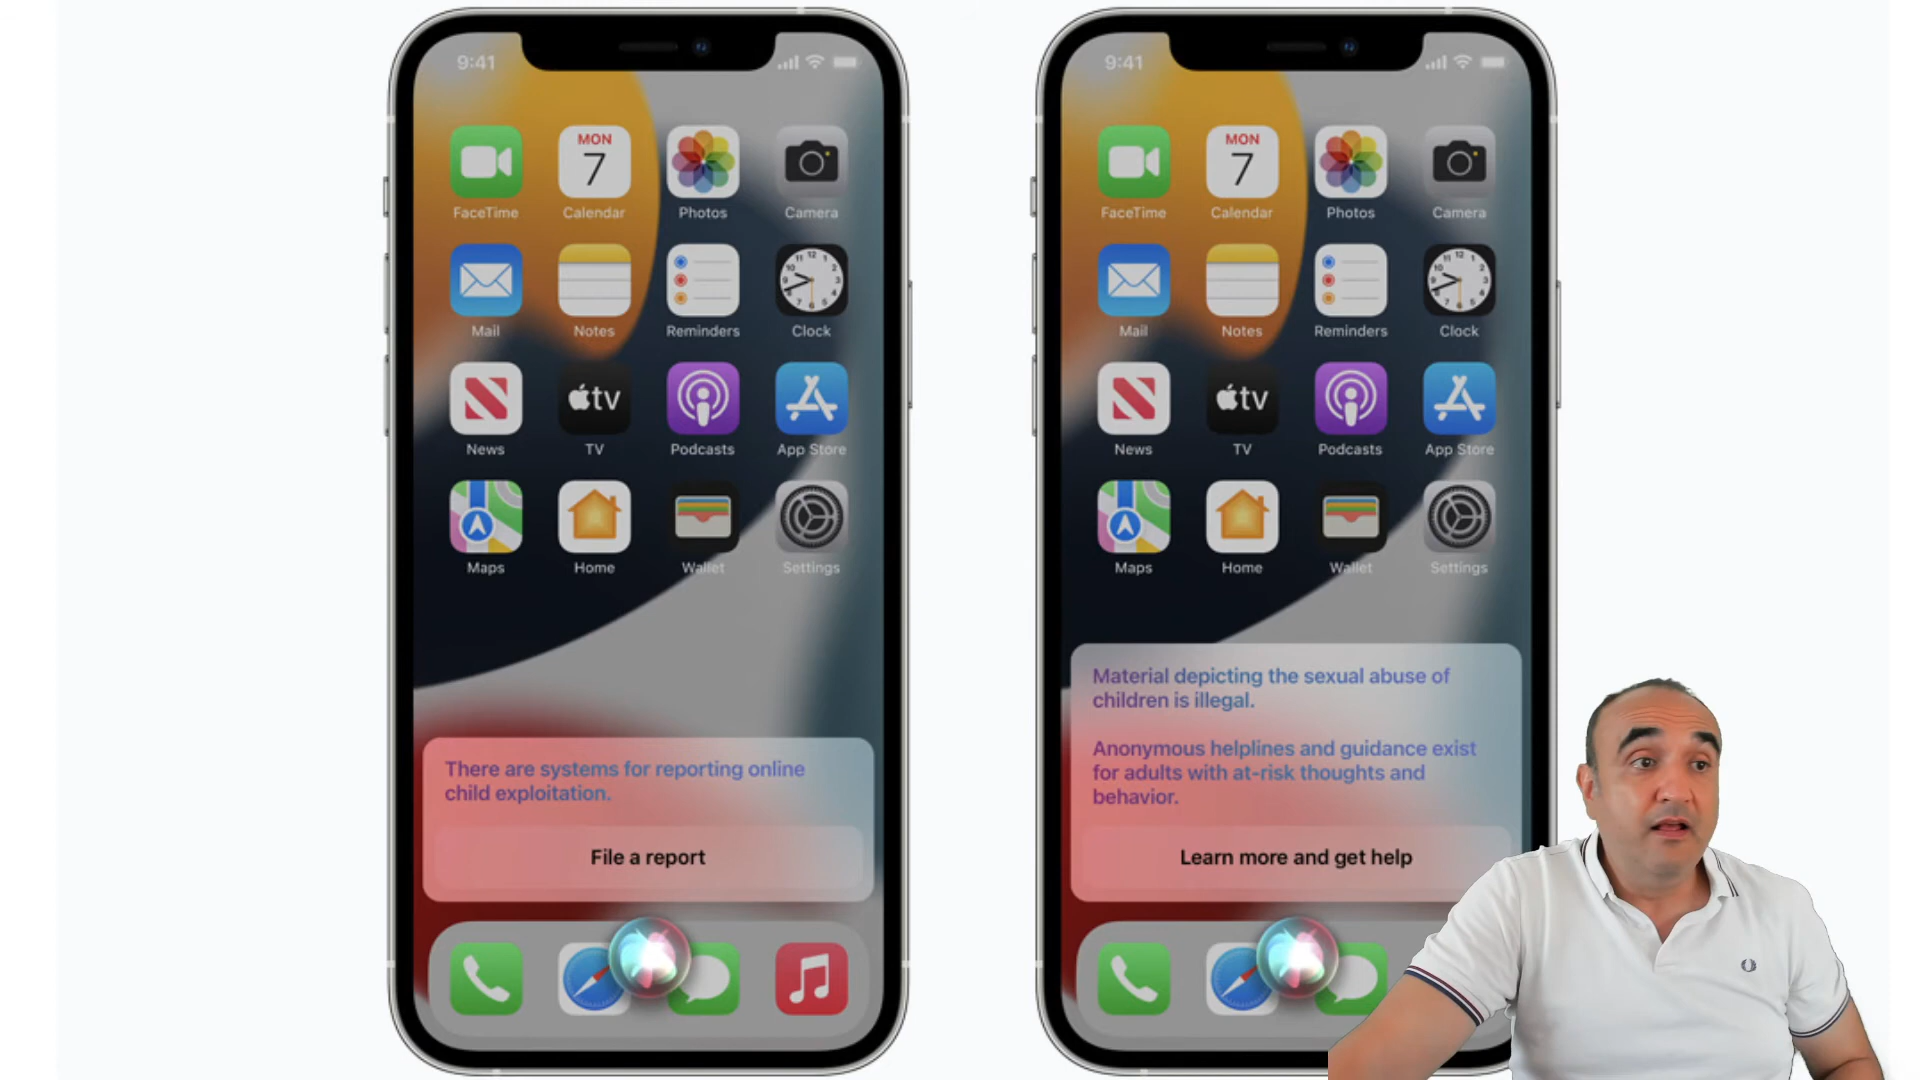 9:41
MON
7
FaceTime
Calendar
Photos
Camera
Mail
Notes
Reminders
Clock
tv
News
TV
Podcasts
App Store
Maps
Home
Wallet
Settings
There are systems for reporting online
child exploitation.
File a report
9:41
MON
7
FaceTime
Calendar
Photos
Camera
Mail
Notes
Reminders
Clock
tv
News
TV
Podcasts
App Store
Maps
Home
Wallet
Settings
Material depicting the sexual abuse of
children is illegal.
Anonymous helplines and guidance exist
for adults with at-risk thoughts and
behavior.
Learn more and get help